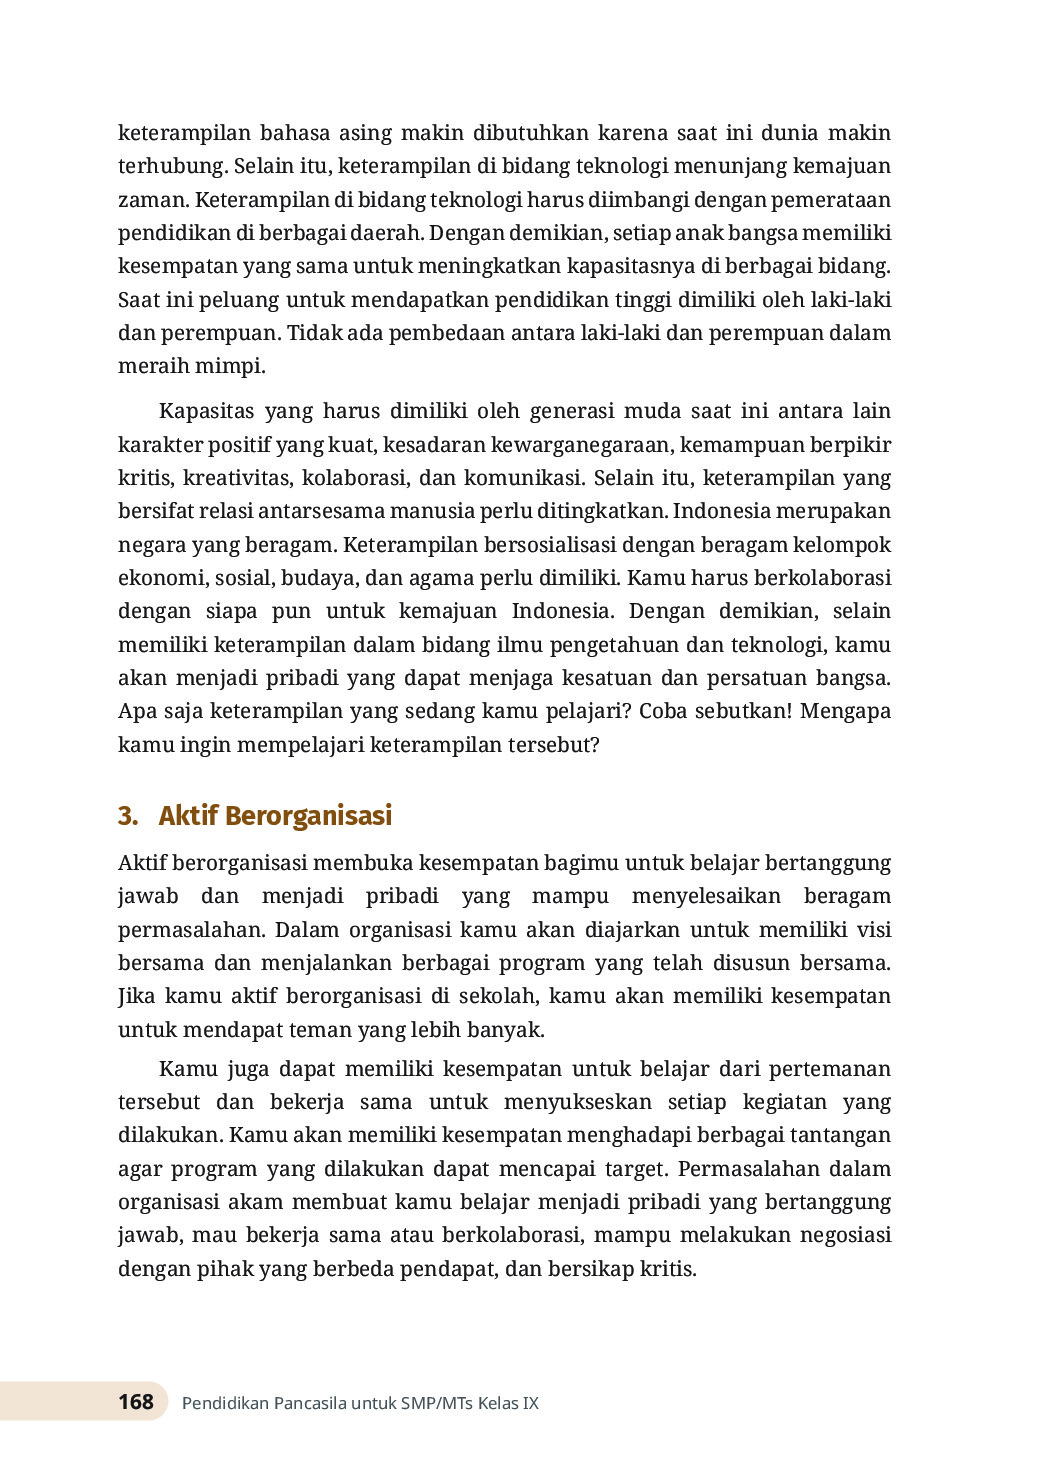 keterampilan bahasa asing makin dibutuhkan karena saat ini dunia makin
terhubung. Selain itu, keterampilan di bidang teknologi menunjang kemajuan
zaman. Keterampilan di bidang teknologi harus diimbangi dengan pemerataan
pendidikan di berbagai daerah. Dengan demikian, setiap anak bangsa memiliki
kesempatan yang sama untuk meningkatkan kapasitasnya di berbagai bidang.
Saat ini peluang untuk mendapatkan pendidikan tinggi dimiliki oleh laki-laki
dan perempuan. Tidak ada pembedaan antara laki-laki dan perempuan dalam
meraih mimpi.
Kapasitas yang harus dimiliki oleh generasi muda saat ini antara lain
karakter positif yang kuat, kesadaran kewarganegaraan, kemampuan berpikir
kritis, kreativitas, kolaborasi, dan komunikasi. Selain itu, keterampilan yang
bersifat relasi antarsesama manusia perlu ditingkatkan. Indonesia merupakan
negara yang beragam. Keterampilan bersosialisasi dengan beragam kelompok
ekonomi, sosial, budaya, dan agama perlu dimiliki. Kamu harus berkolaborasi
dengan siapa pun untuk kemajuan Indonesia. Dengan demikian, selain
memiliki keterampilan dalam bidang ilmu pengetahuan dan teknologi, kamu
akan menjadi pribadi yang dapat menjaga kesatuan dan persatuan bangsa.
Apa saja keterampilan yang sedang kamu pelajari? Coba sebutkan! Mengapa
kamu ingin mempelajari keterampilan tersebut?
3. Aktif Berorganisasi
Aktif berorganisasi membuka kesempatan bagimu untuk belajar bertanggung
jawab dan menjadi pribadi yang mampu menyelesaikan beragam
permasalahan. Dalam organisasi kamu akan diajarkan untuk memiliki visi
bersama dan menjalankan berbagai program yang telah disusun bersama.
Jika kamu aktif berorganisasi di sekolah, kamu akan memiliki kesempatan
untuk mendapat teman yang lebih banyak.
Kamu juga dapat memiliki kesempatan untuk belajar dari pertemanan
tersebut dan bekerja sama untuk menyukseskan setiap kegiatan yang
dilakukan. Kamu akan memiliki kesempatan menghadapi berbagai tantangan
agar program yang dilakukan dapat mencapai target. Permasalahan dalam
organisasi akam membuat kamu belajar menjadi pribadi yang bertanggung
jawab, mau bekerja sama atau berkolaborasi, mampu melakukan negosiasi
dengan pihak yang berbeda pendapat, dan bersikap kritis.
168 Pendidikan Pancasila untuk SMP/MTs Kelas IX